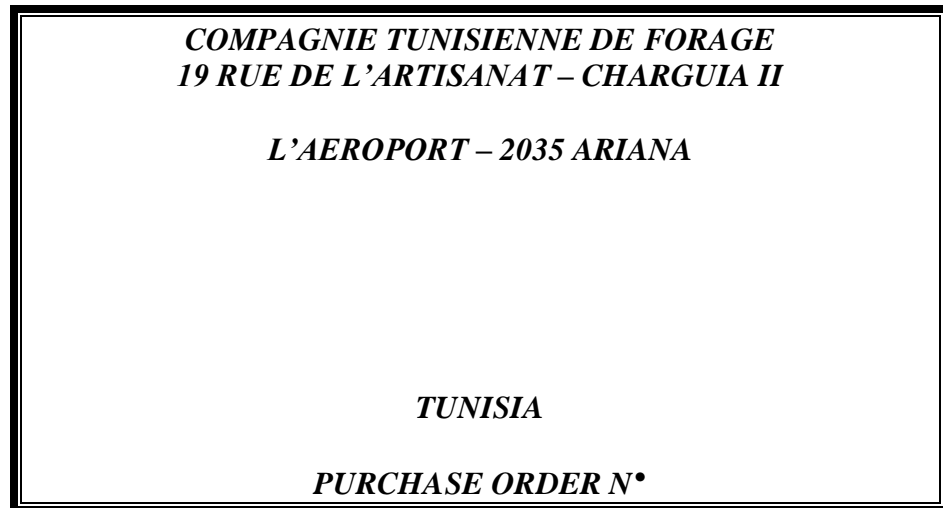 COMPAGNIE TUNISIENNE DE FORAGE
19 RUE DE L’ARTISANAT – CHARGUIA II
L’AEROPORT – 2035 ARIANA
TUNISIA
PURCHASE ORDER N•